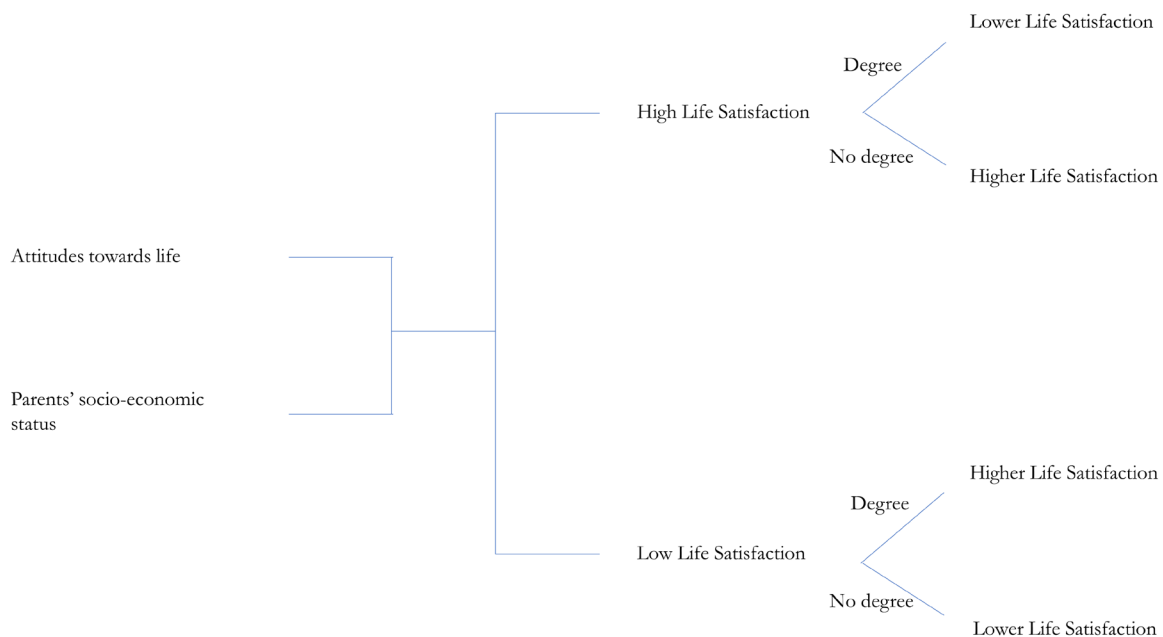 Lower Life Satisfaction
Degree
High Life Satisfaction
No degree
Higher Life Satisfaction
Attitudes towards life
Parents’ socio-economic
status
Higher Life Satisfaction
Degree
Low Life Satisfaction
No degree
Lower Life Satisfaction